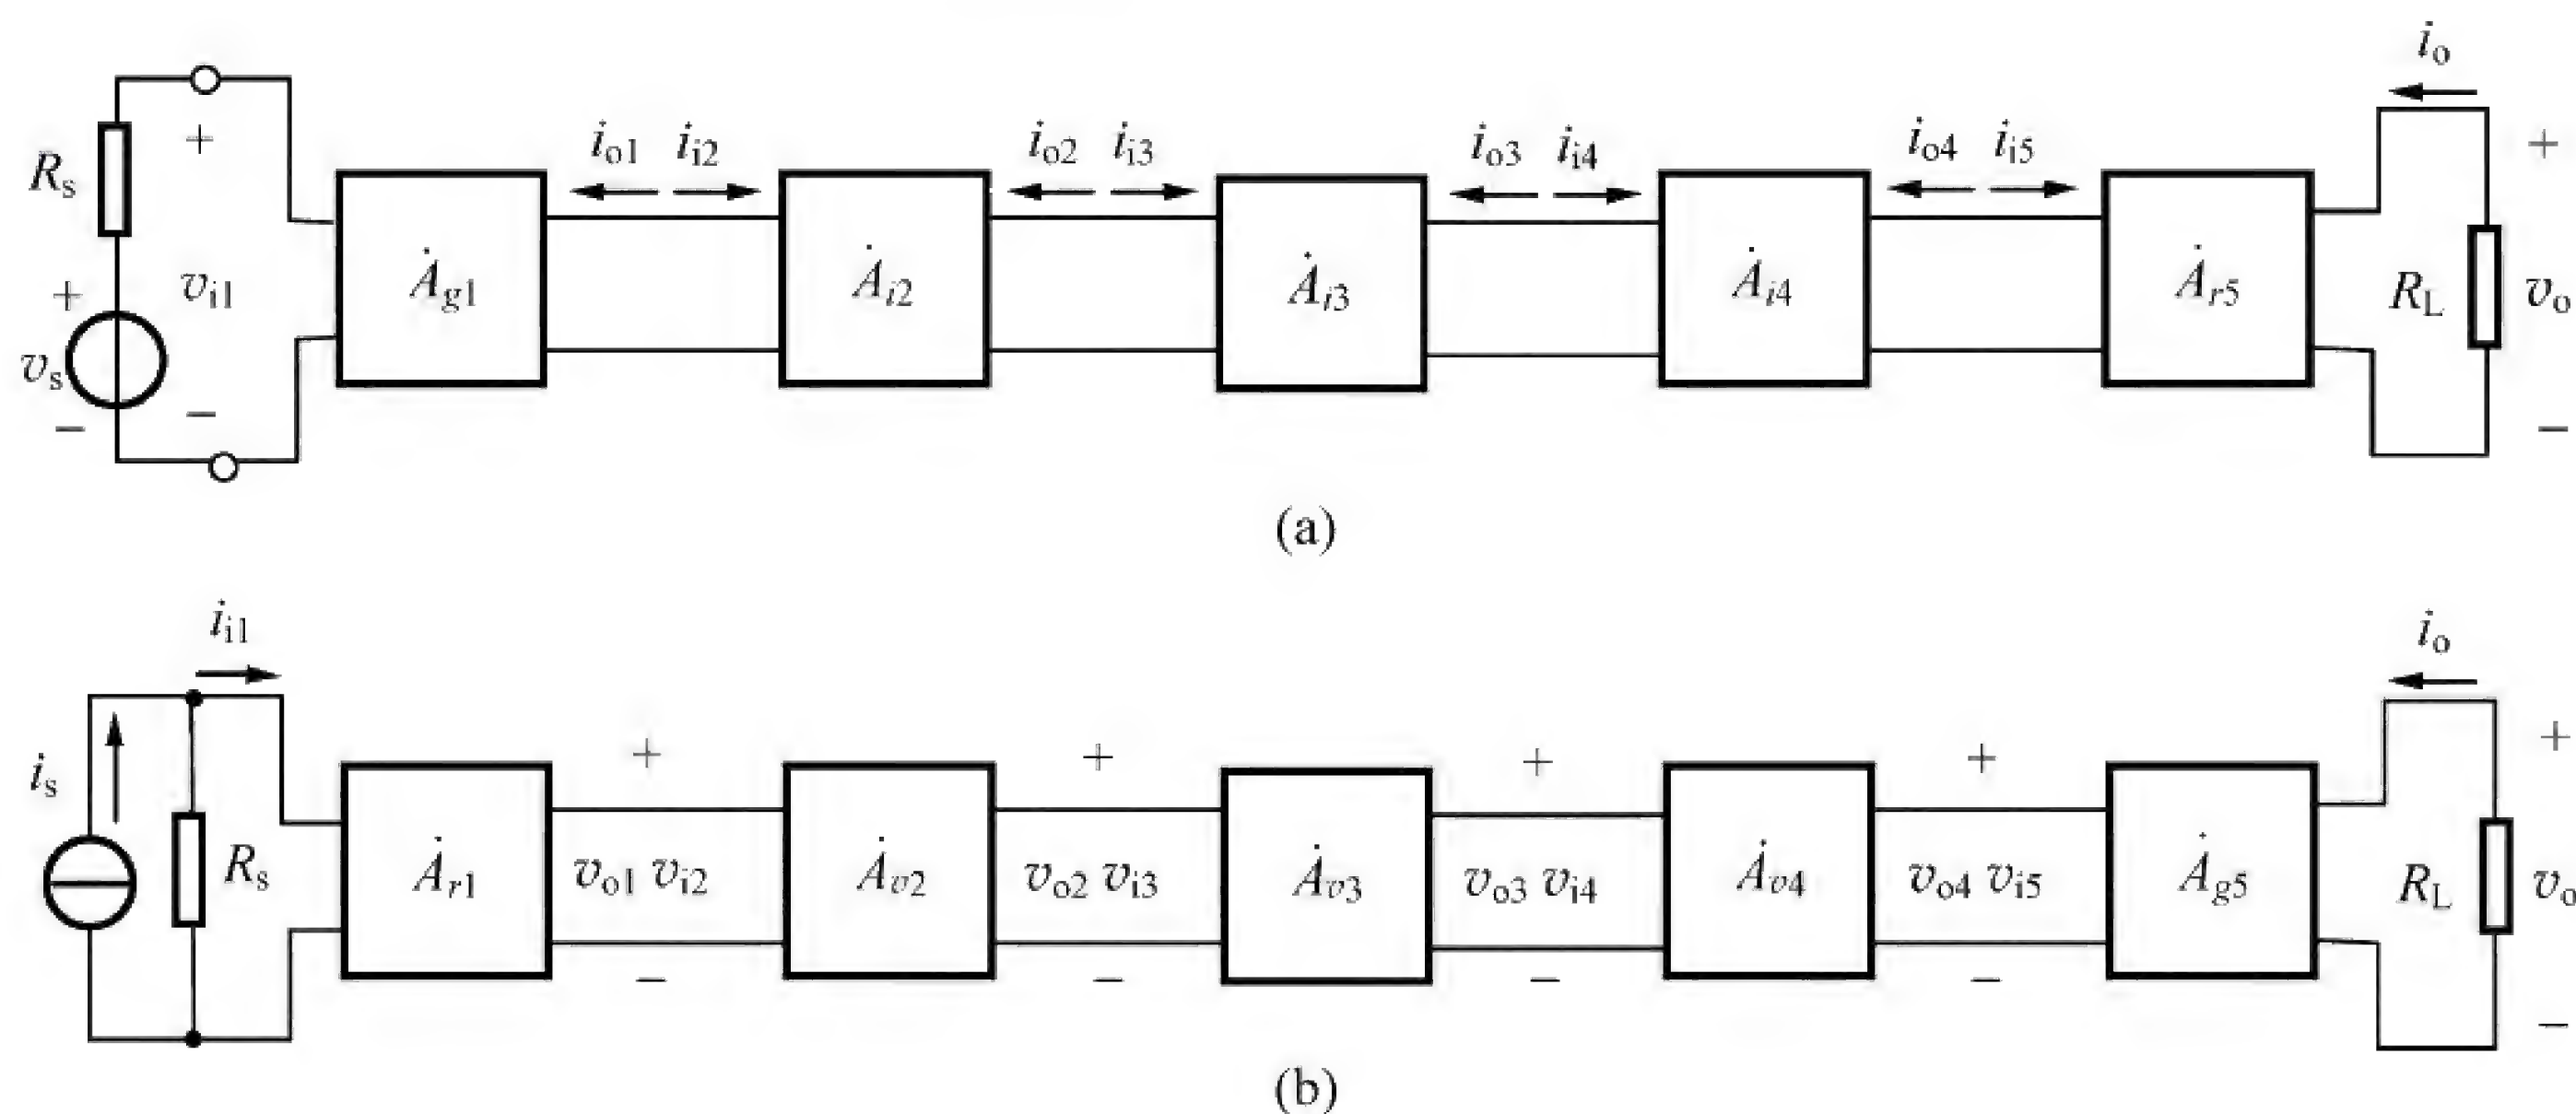 i_o
i_o1 i_i2 i_o2 i_i3 i_o3 i_i4 i_o4 i_i5
+ +
R_s Ȧ_g1 Ȧ_i2 Ȧ_i3 Ȧ_i4 Ȧ_r5 R_L v_o
+ v_i1
v_s
− − −
(a)
i_i1 i_o
+ + + + +
i_s R_s Ȧ_r1 v_o1 v_i2 Ȧ_v2 v_o2 v_i3 Ȧ_v3 v_o3 v_i4 Ȧ_v4 v_o4 v_i5 Ȧ_g5 R_L v_o
− − − − −
(b)